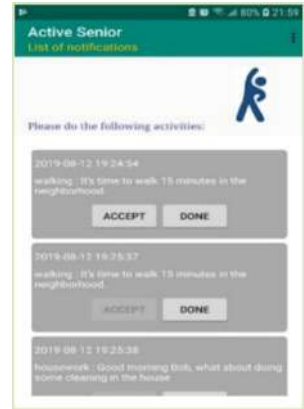 80% 21:59
Active Senior
List of notifications
Please do the following activities:
2019-08-12 19:24:54
walking : It's time to walk 15 minutes in the
neighborhood
ACCEPT DONE
2019-08-12 19:25:37
walking : It's time to walk 15 minutes in the
neighborhood
ACCEPT DONE
2019-08-12 19:25:38
housework : Good morning Bob, what about doing
some cleaning in the house